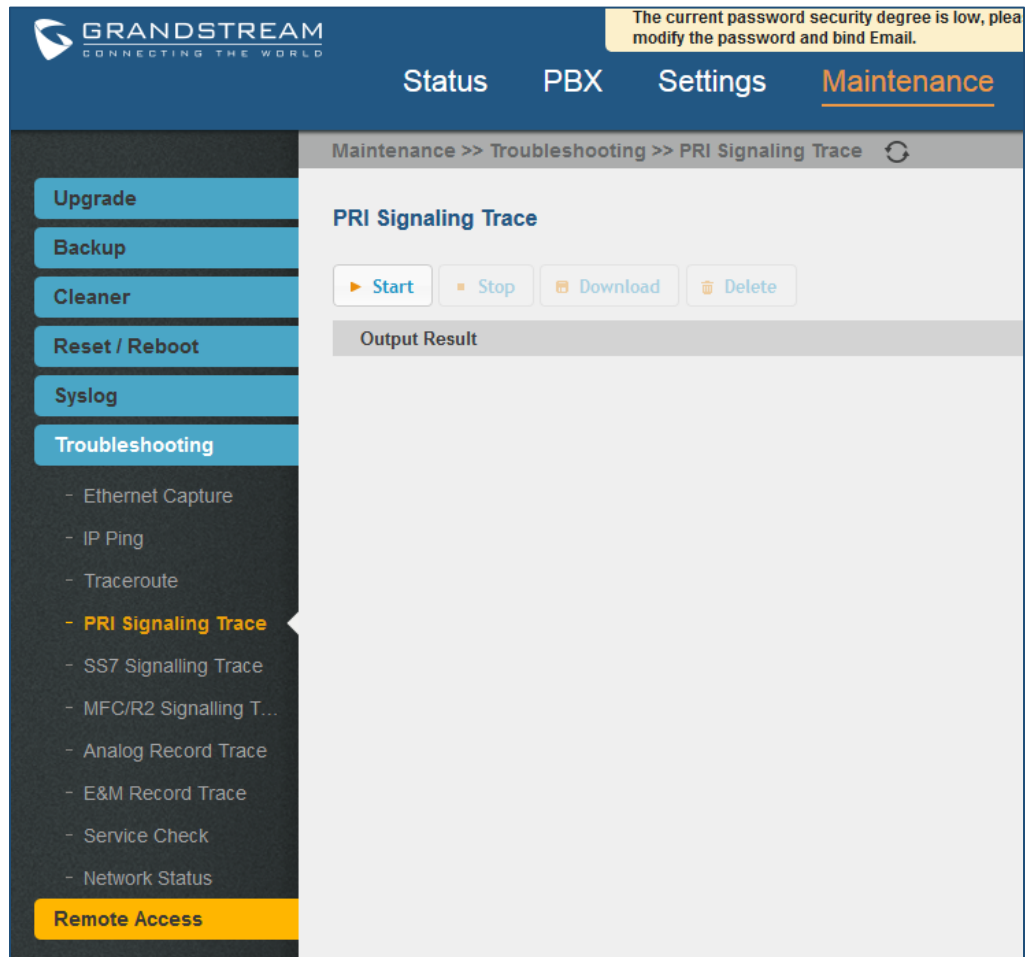 GRANDSTREAM
CONNECTING THE WORLD
The current password security degree is low, plea
modify the password and bind Email.
Status PBX Settings Maintenance
Maintenance >> Troubleshooting >> PRI Signaling Trace
Upgrade
Backup
Cleaner
Reset / Reboot
Syslog
Troubleshooting
- Ethernet Capture
- IP Ping
- Traceroute
- PRI Signaling Trace
- SS7 Signalling Trace
- MFC/R2 Signalling T...
- Analog Record Trace
- E&M Record Trace
- Service Check
- Network Status
Remote Access
PRI Signaling Trace
Start Stop Download Delete
Output Result